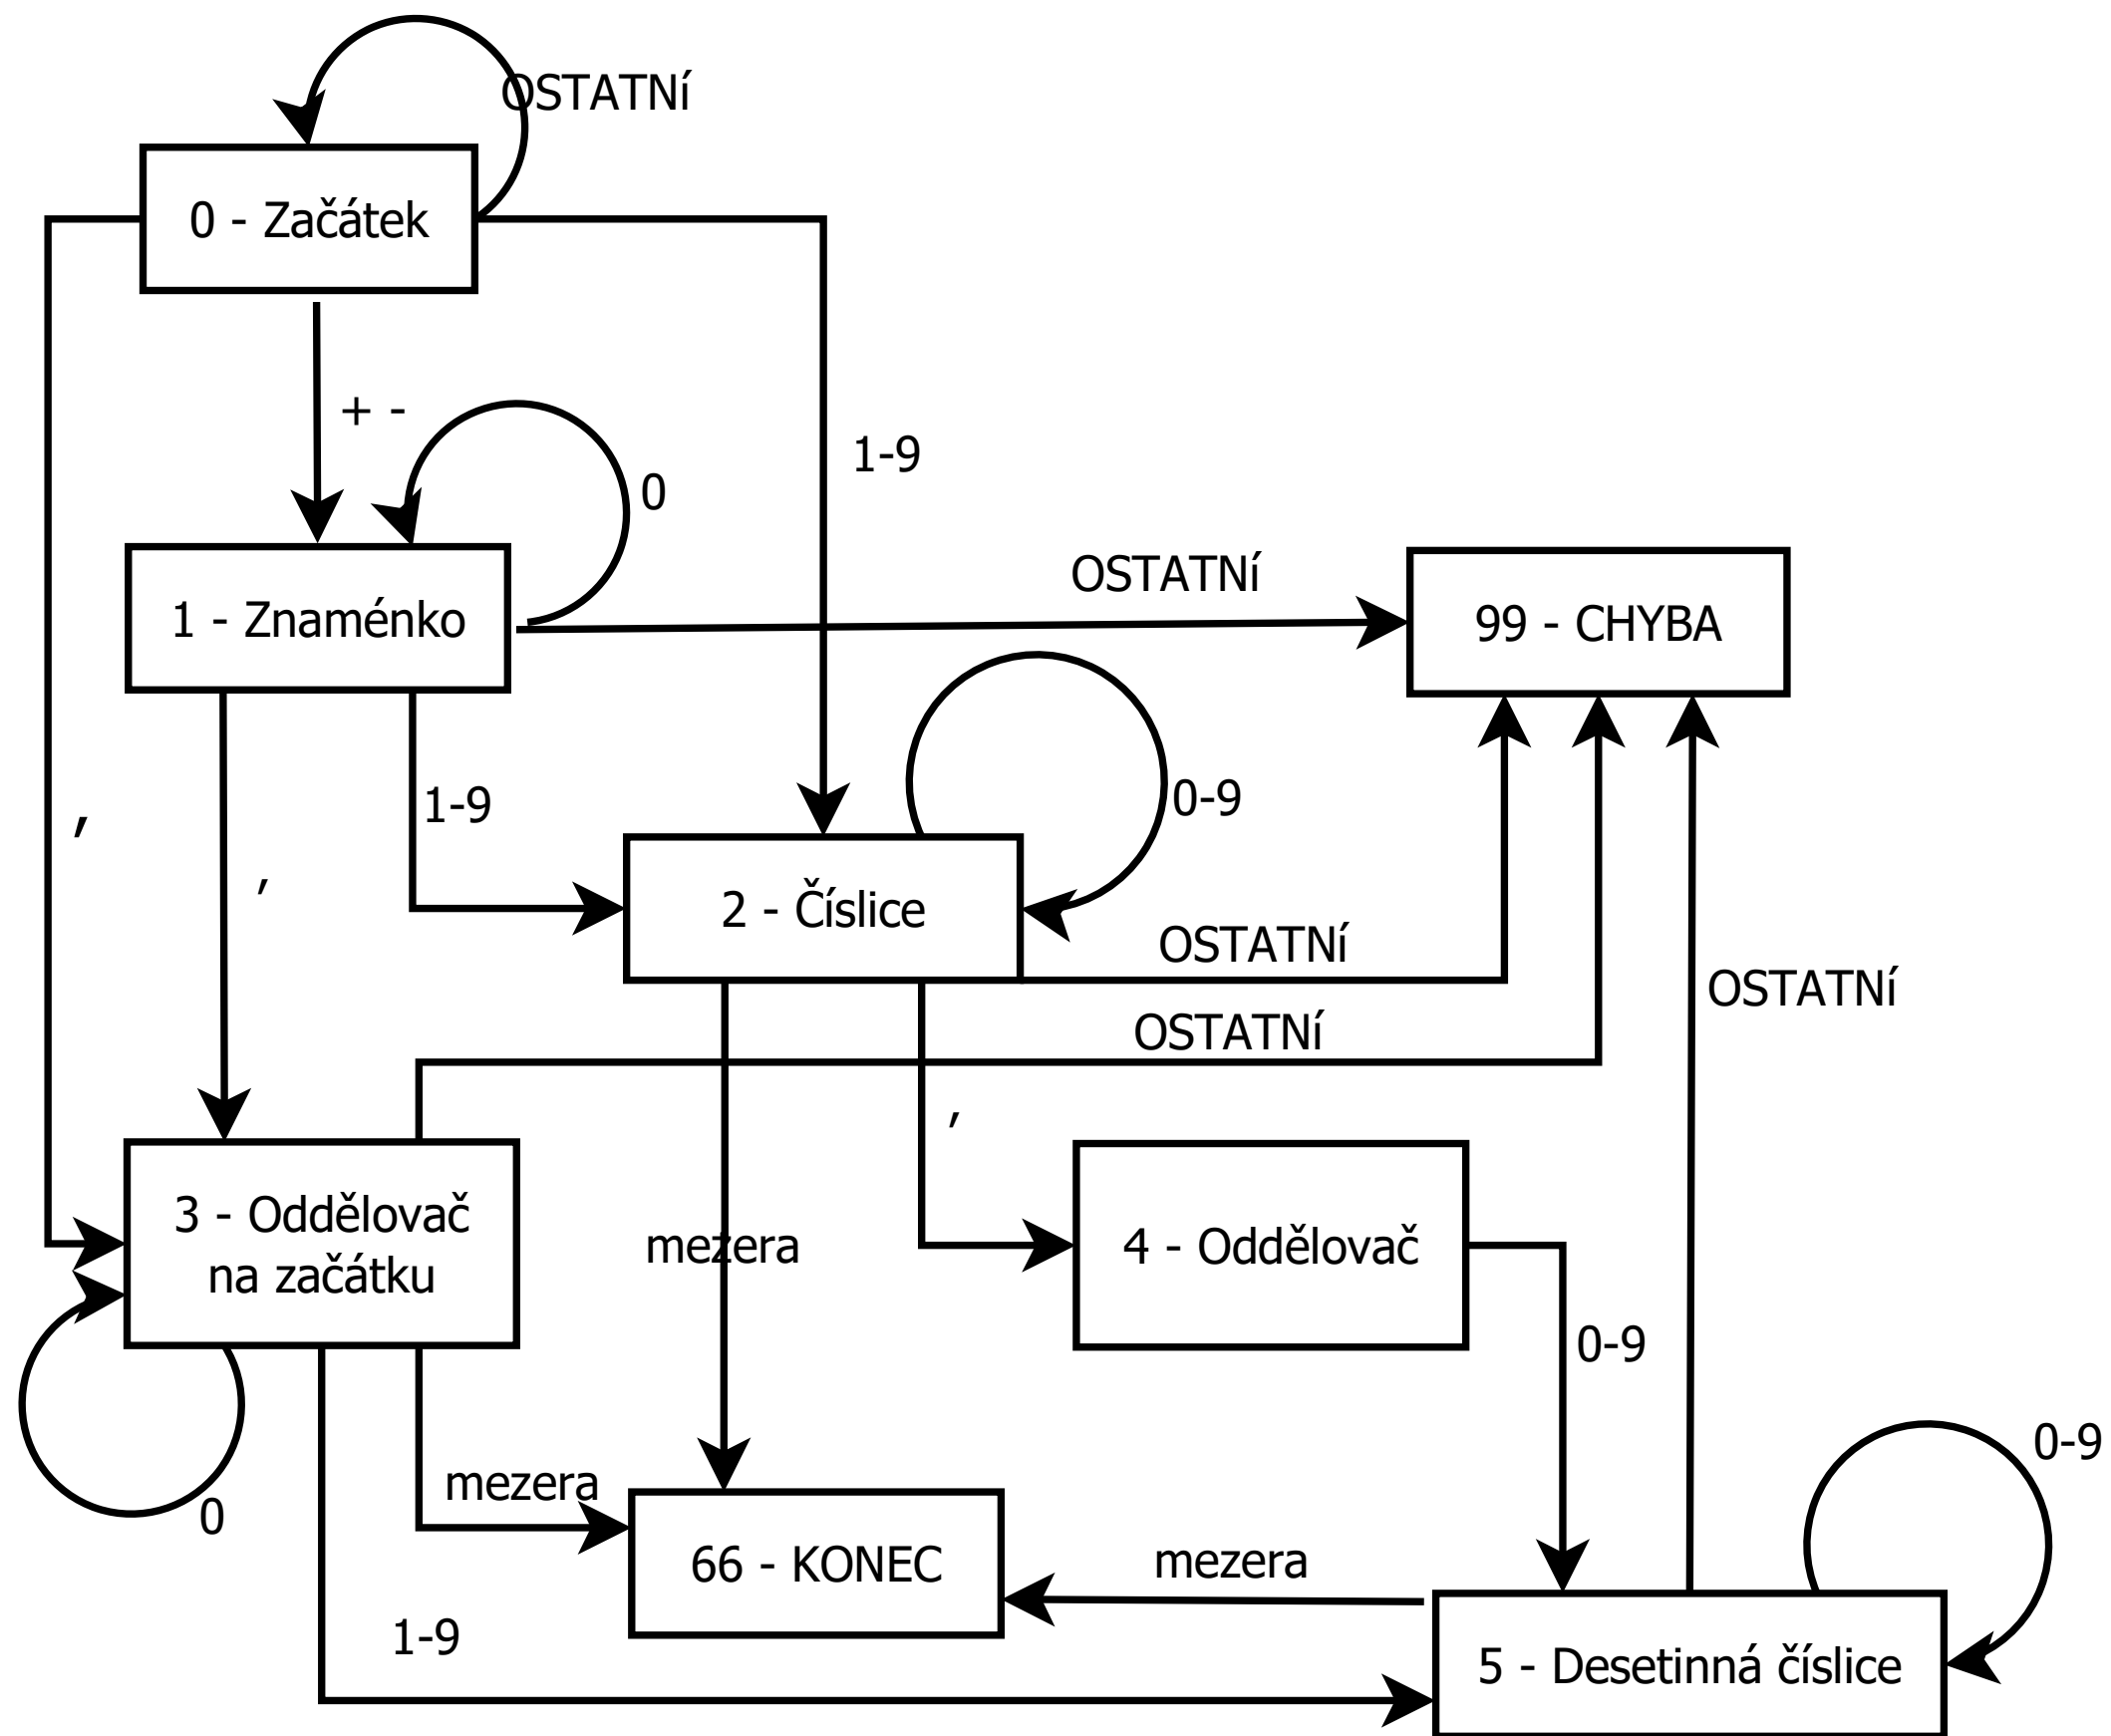 OSTATNí
0 - Začátek
+ -
1-9
0
OSTATNí
1 - Znaménko
99 - CHYBA
1-9
0-9
,
,
2 - Číslice
OSTATNí
OSTATNí
OSTATNí
,
3 - Oddělovač
na začátku
mezera
4 - Oddělovač
0-9
0-9
mezera
0
66 - KONEC
mezera
1-9
5 - Desetinná číslice